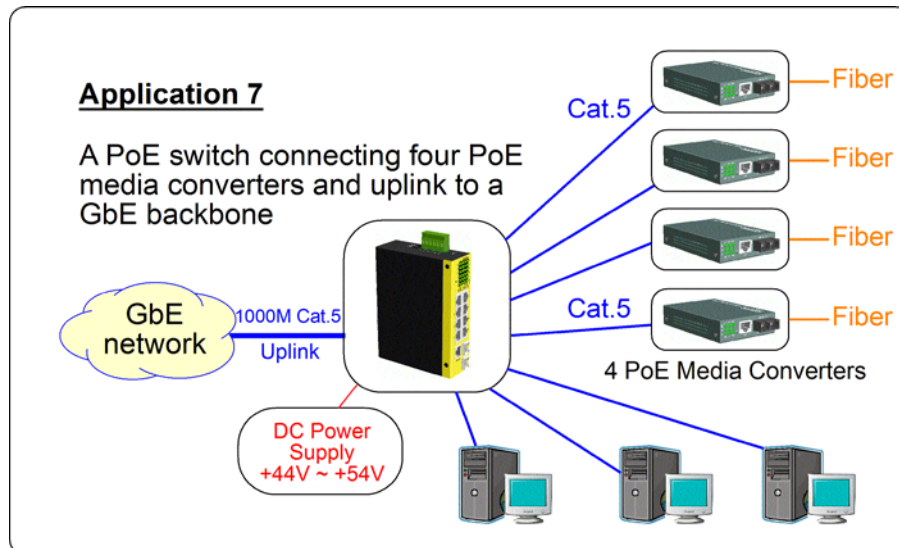 Application 7
A PoE switch connecting four PoE
media converters and uplink to a
GbE backbone
Cat.5
Fiber
Fiber
Fiber
Cat.5
Fiber
4 PoE Media Converters
GbE
network
1000M Cat.5
Uplink
DC Power
Supply
+44V ~ +54V